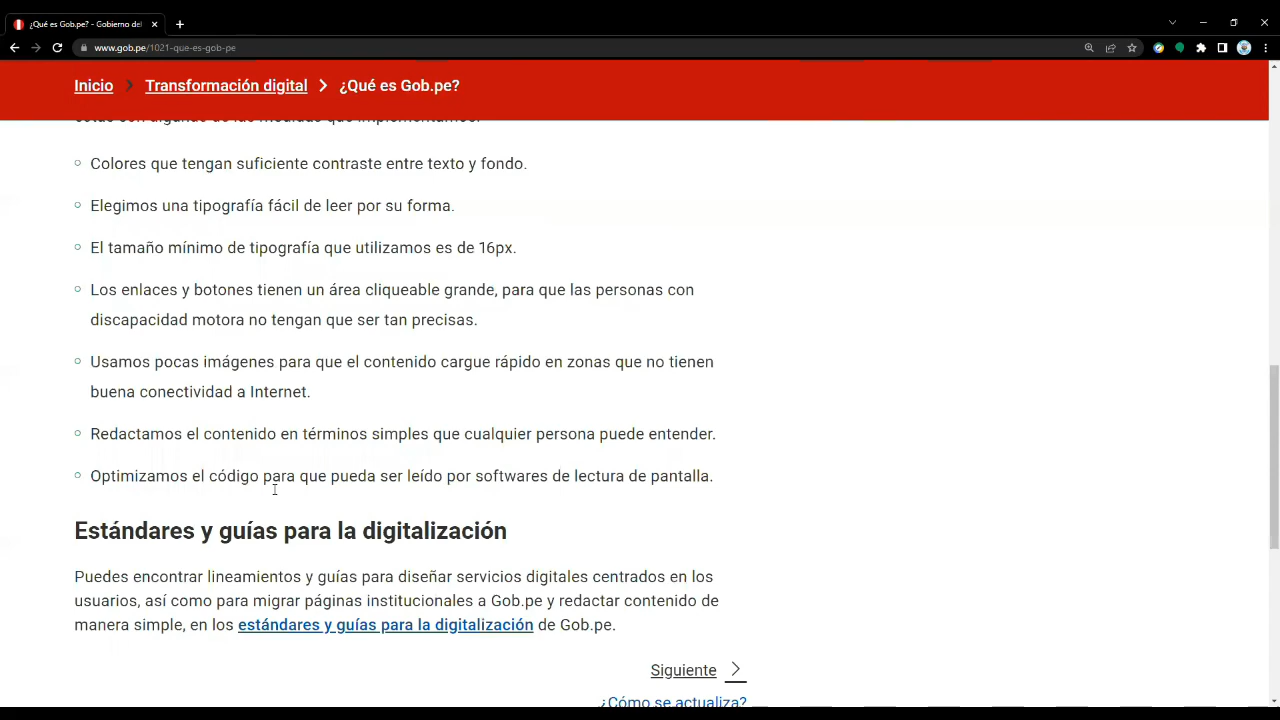 ¿Qué es Gob.pe? - Gobierno del
www.gob.pe/1021-que-es-gob-pe
Inicio > Transformación digital > ¿Qué es Gob.pe?
Colores que tengan suficiente contraste entre texto y fondo.
Elegimos una tipografía fácil de leer por su forma.
El tamaño mínimo de tipografía que utilizamos es de 16px.
Los enlaces y botones tienen un área cliqueable grande, para que las personas con
discapacidad motora no tengan que ser tan precisas.
Usamos pocas imágenes para que el contenido cargue rápido en zonas que no tienen
buena conectividad a Internet.
Redactamos el contenido en términos simples que cualquier persona puede entender.
Optimizamos el código para que pueda ser leído por softwares de lectura de pantalla.
Estándares y guías para la digitalización
Puedes encontrar lineamientos y guías para diseñar servicios digitales centrados en los
usuarios, así como para migrar páginas institucionales a Gob.pe y redactar contenido de
manera simple, en los estándares y guías para la digitalización de Gob.pe.
Siguiente
¿Cómo se actualiza?